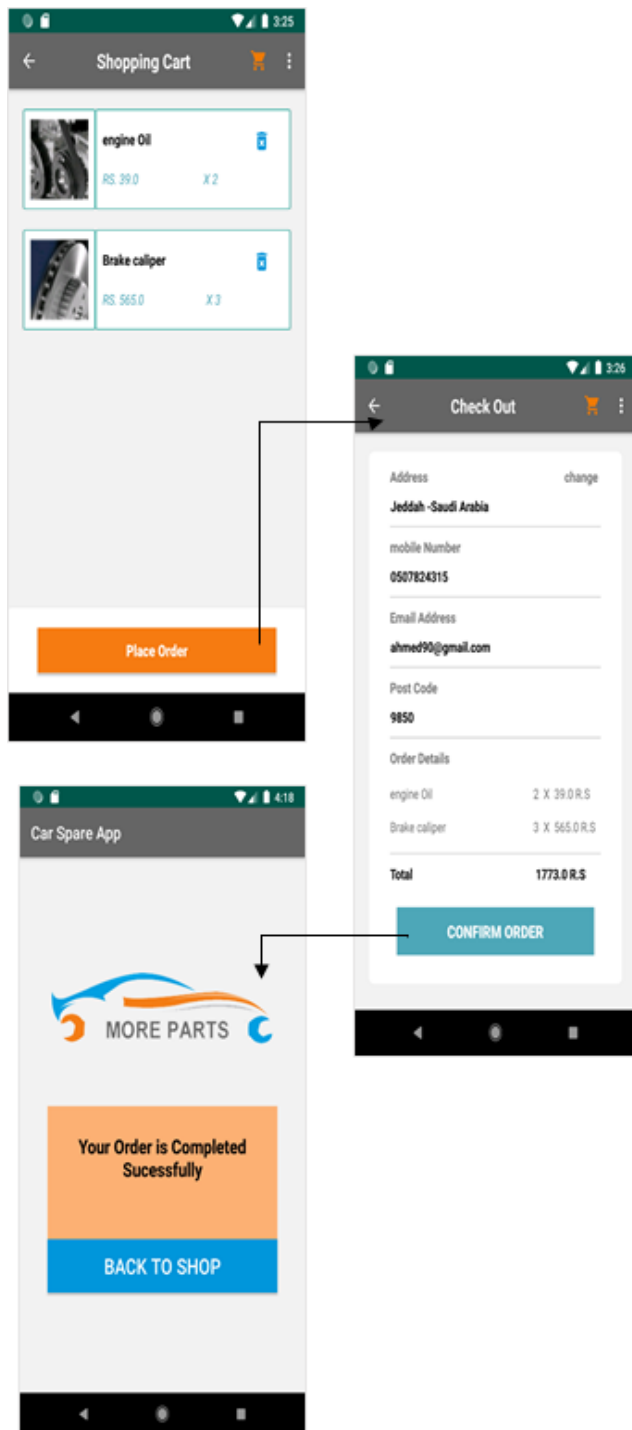 3:25
Shopping Cart
engine Oil
RS. 39.0 X 2
Brake caliper
RS. 565.0 X 3
Place Order
3:26
Check Out
Address change
Jeddah -Saudi Arabia
mobile Number
0507824315
Email Address
ahmed90@gmail.com
Post Code
9850
Order Details
engine Oil 2 X 39.0 R.S
Brake caliper 3 X 565.0 R.S
Total 1773.0 R.S
CONFIRM ORDER
4:18
Car Spare App
MORE PARTS
Your Order is Completed
Sucessfully
BACK TO SHOP